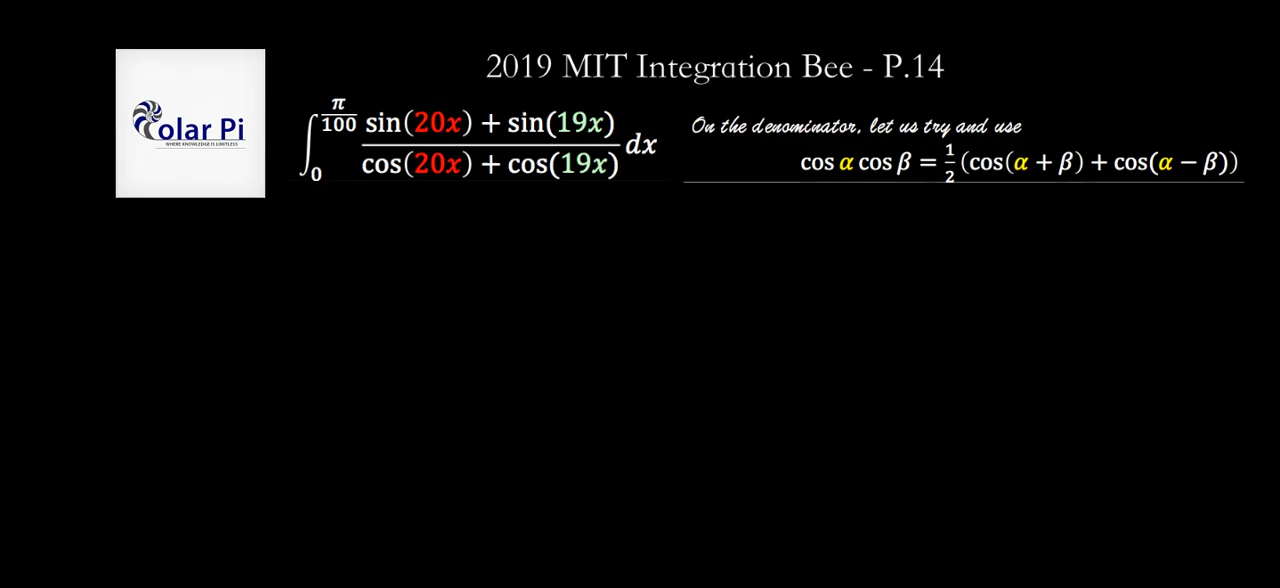 2019 MIT Integration Bee - P.14
olar Pi
WHERE KNOWLEDGE IS LIMITLESS
∫₀^(π/100) (sin(20x) + sin(19x))/(cos(20x) + cos(19x)) dx
On the denominator, let us try and use
cos α cos β = 1/2 (cos(α + β) + cos(α − β))